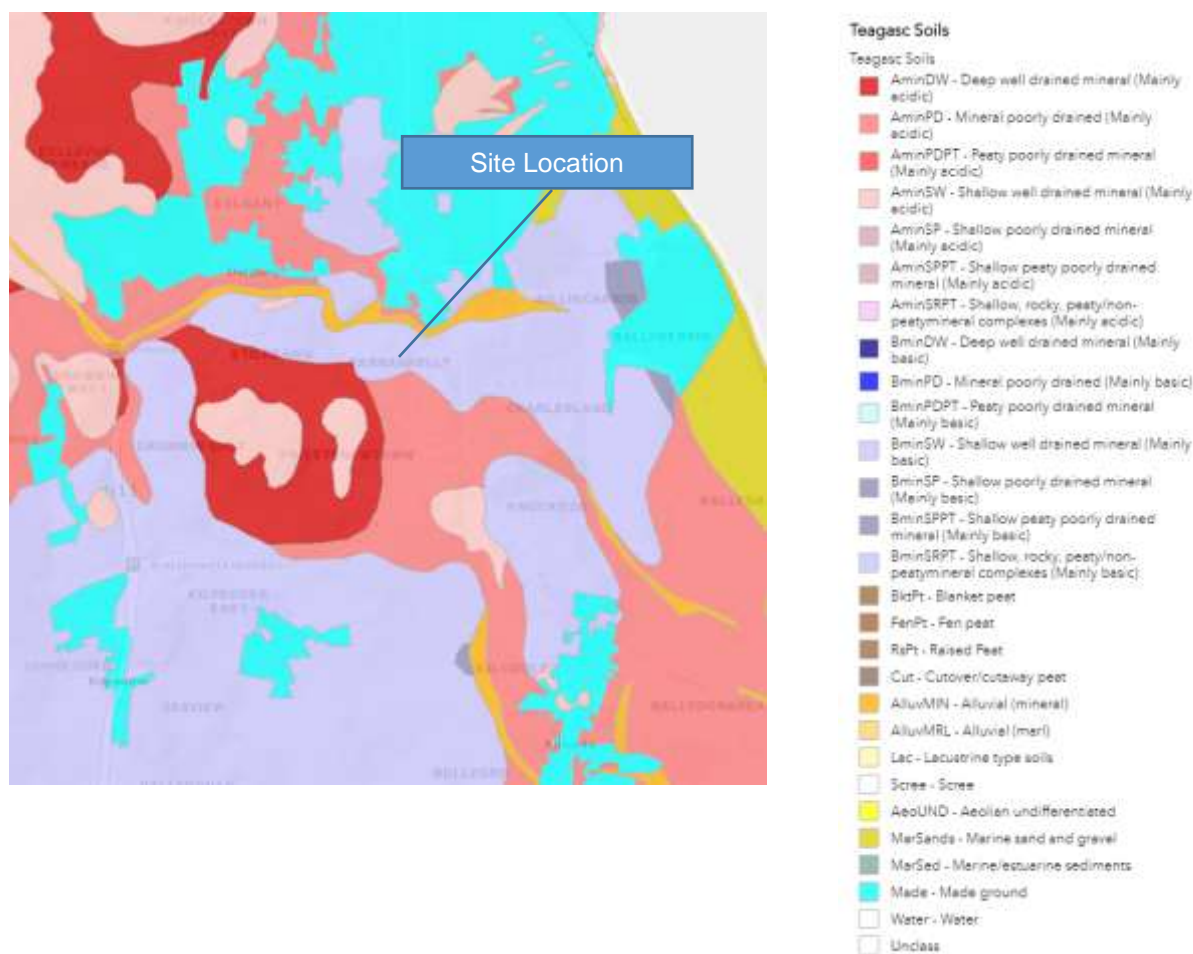 Site Location
CHARLESLAND
Teagasc Soils
Teagasc Soils
AminDW - Deep well drained mineral (Mainly
acidic)
AminPD - Mineral poorly drained (Mainly
acidic)
AminPDPT - Peaty poorly drained mineral
(Mainly acidic)
AminSW - Shallow well drained mineral (Mainly
acidic)
AminSP - Shallow poorly drained mineral
(Mainly acidic)
AminSPPT - Shallow peaty poorly drained
mineral (Mainly acidic)
AminSRPT - Shallow, rocky, peaty/non-
peatymineral complexes (Mainly acidic)
BminDW - Deep well drained mineral (Mainly
basic)
BminPD - Mineral poorly drained (Mainly basic)
BminPDPT - Peaty poorly drained mineral
(Mainly basic)
BminSW - Shallow well drained mineral (Mainly
basic)
BminSP - Shallow poorly drained mineral
(Mainly basic)
BminSPPT - Shallow peaty poorly drained
mineral (Mainly basic)
BminSRPT - Shallow, rocky, peaty/non-
peatymineral complexes (Mainly basic)
BktPt - Blanket peat
FenPt - Fen peat
RsPt - Raised Peat
Cut - Cutover/cutaway peat
AlluvMIN - Alluvial (mineral)
AlluvMRL - Alluvial (marl)
Lac - Lacustrine type soils
Scree - Scree
AeoUND - Aeolian undifferentiated
MarSands - Marine sand and gravel
MarSed - Marine/estuarine sediments
Made - Made ground
Water - Water
Unclass